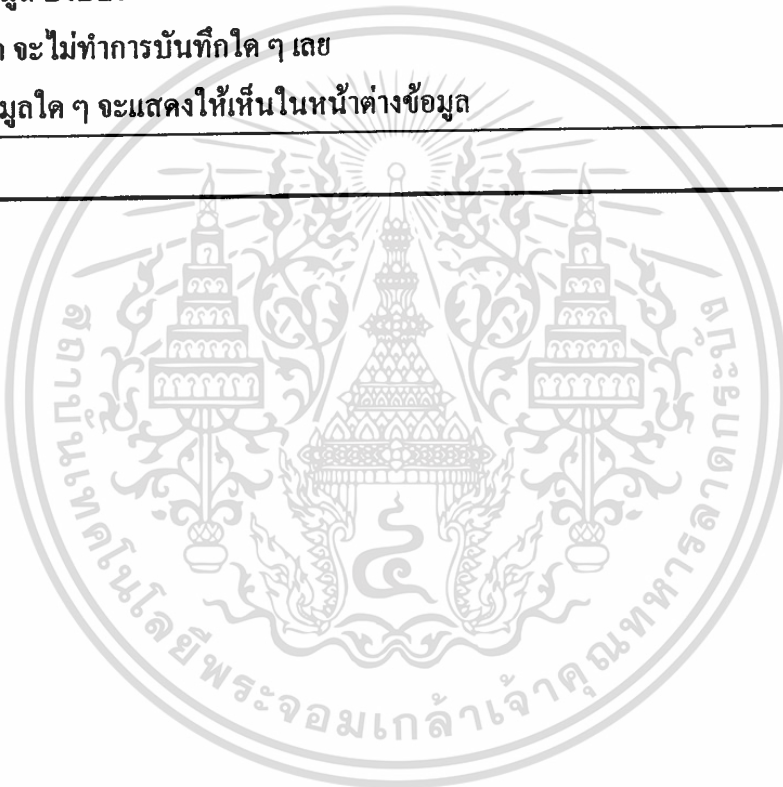 จะไม่ทำการบันทึกใด ๆ เลย
มูลใด ๆ จะแสดงให้เห็นในหน้าต่างข้อมูล
สถาบันเทคโนโลยีพระจอมเกล้าเจ้าคุณทหารลาดกระบัง